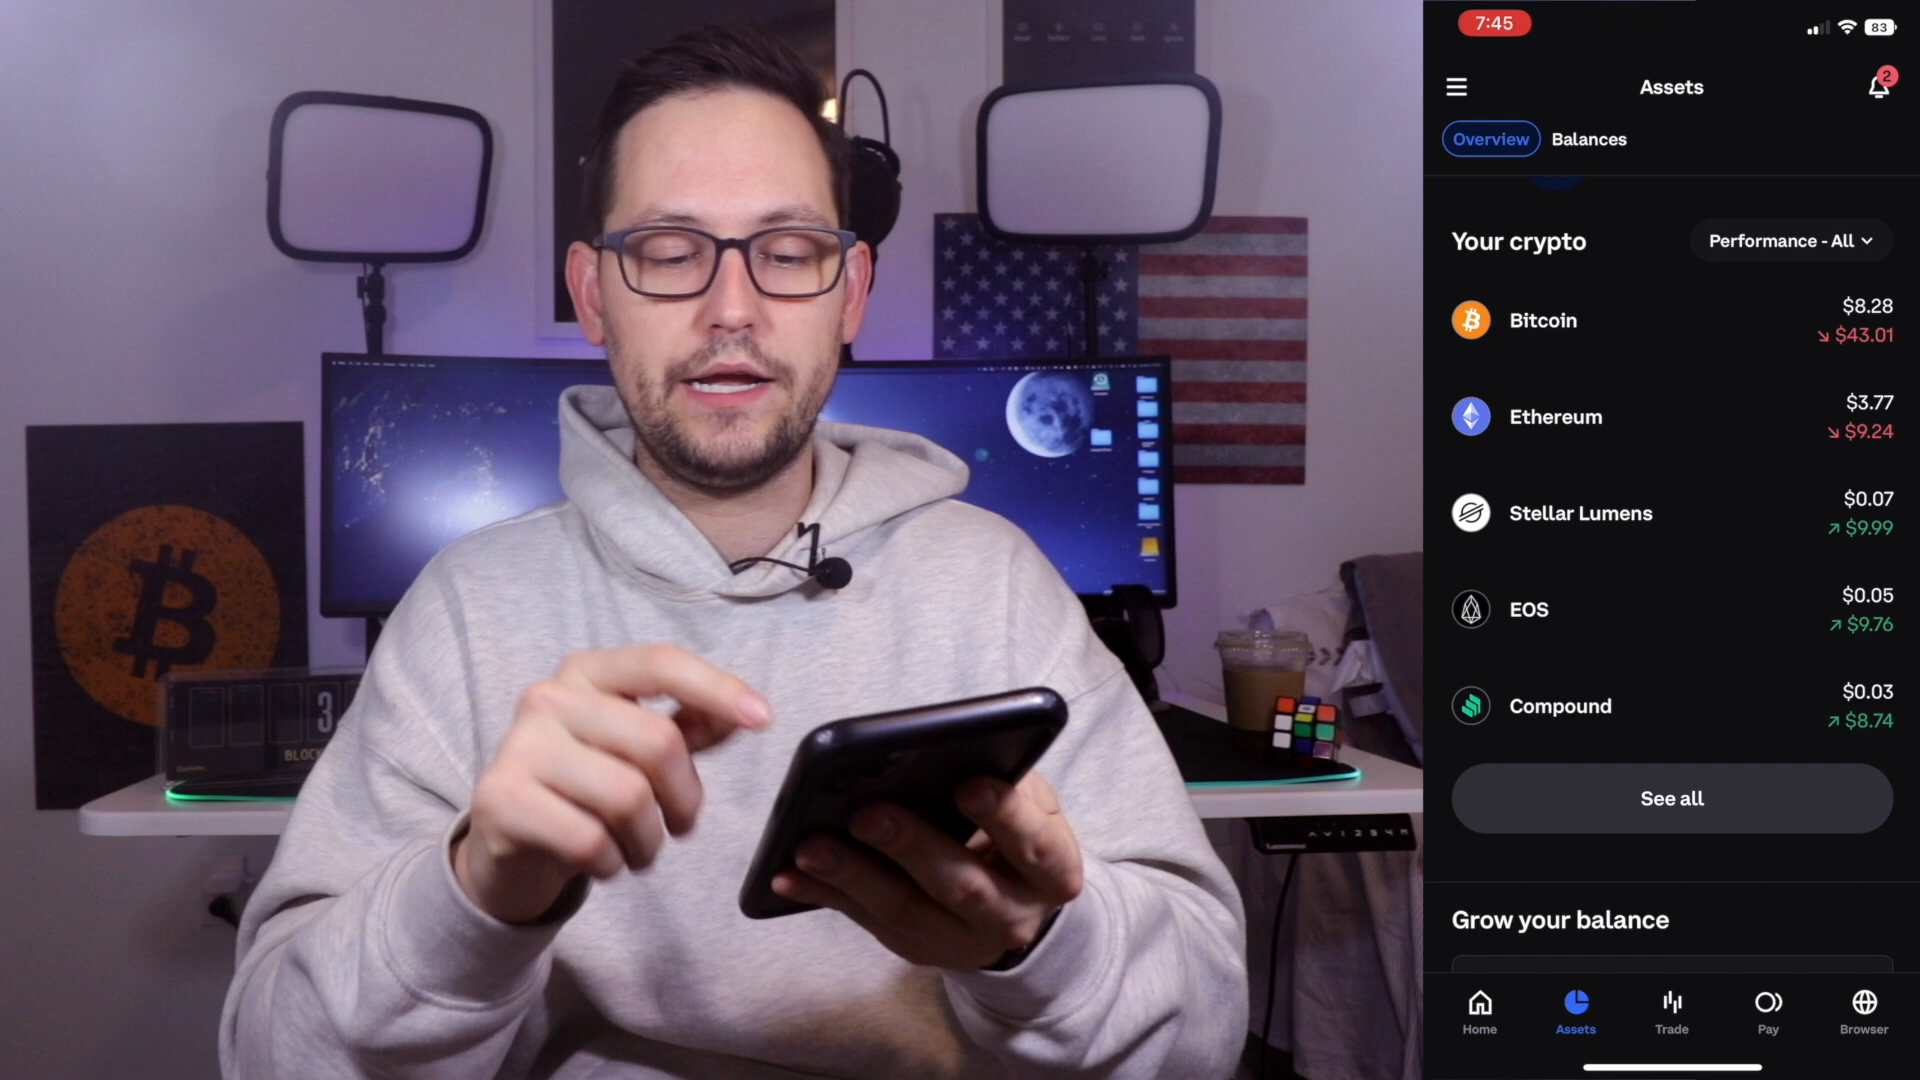 7:45
83
Assets
2
Overview Balances
Your crypto
Performance - All
Bitcoin
$8.28
$43.01
Ethereum
$3.77
$9.24
Stellar Lumens
$0.07
$9.99
EOS
$0.05
$9.76
Compound
$0.03
$8.74
See all
Grow your balance
Home
Assets
Trade
Pay
Browser
3
BLOC